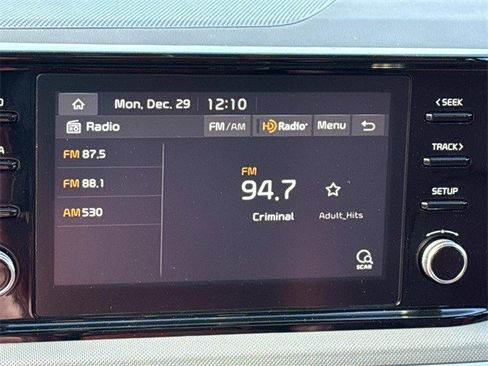 Mon, Dec. 29 12:10
< SEEK
Radio FM/AM HD Radio Menu
FM 87.5
FM 88.1
AM 530
FM
94.7
Criminal Adult_Hits
SCAN
TRACK >
SETUP